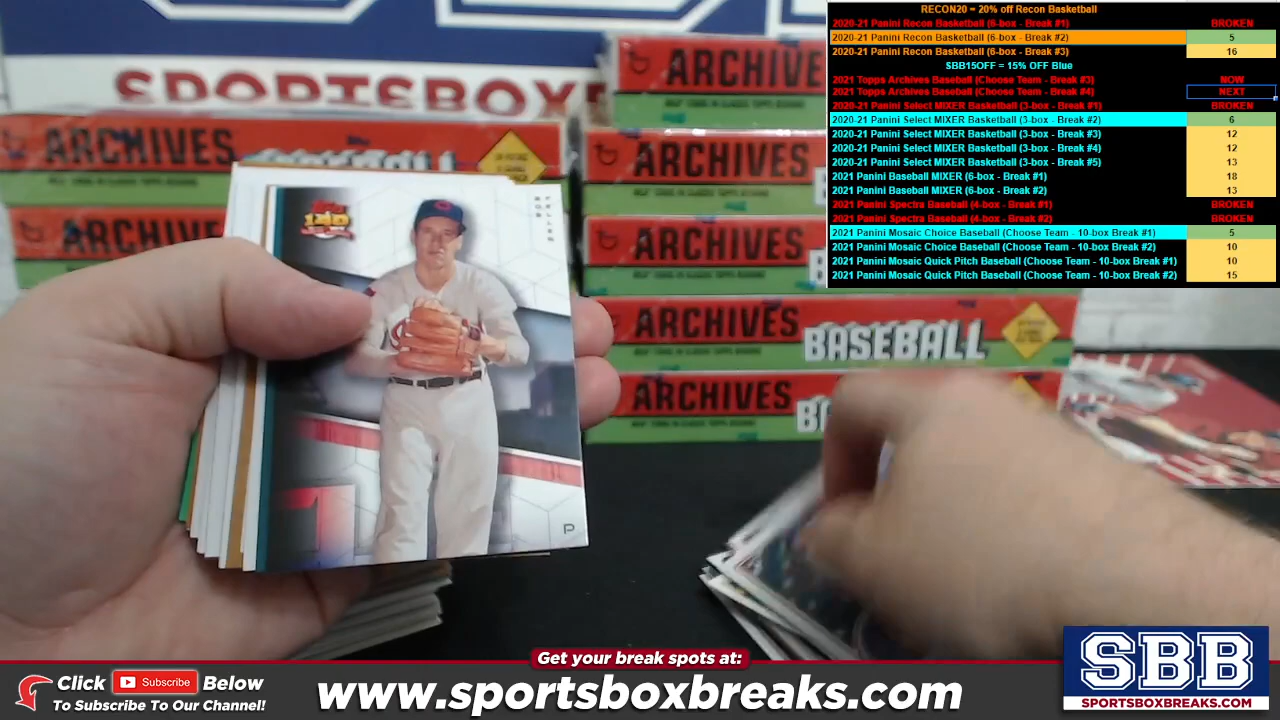 RECON20 = 20% off Recon Basketball
2020-21 Panini Recon Basketball (6-box - Break #1) BROKEN
2020-21 Panini Recon Basketball (6-box - Break #2) 5
2020-21 Panini Recon Basketball (6-box - Break #3) 16
SBB15OFF = 15% OFF Blue
2021 Topps Archives Baseball (Choose Team - Break #3) NOW
2021 Topps Archives Baseball (Choose Team - Break #4) NEXT
2020-21 Panini Select MIXER Basketball (3-box - Break #1) BROKEN
2020-21 Panini Select MIXER Basketball (3-box - Break #2) 6
2020-21 Panini Select MIXER Basketball (3-box - Break #3) 12
2020-21 Panini Select MIXER Basketball (3-box - Break #4) 12
2020-21 Panini Select MIXER Basketball (3-box - Break #5) 13
2021 Panini Baseball MIXER (6-box - Break #1) 18
2021 Panini Baseball MIXER (6-box - Break #2) 13
2021 Panini Spectra Baseball (4-box - Break #1) BROKEN
2021 Panini Spectra Baseball (4-box - Break #2) BROKEN
2021 Panini Mosaic Choice Baseball (Choose Team - 10-box Break #1) 5
2021 Panini Mosaic Choice Baseball (Choose Team - 10-box Break #2) 10
2021 Panini Mosaic Quick Pitch Baseball (Choose Team - 10-box Break #1) 10
2021 Panini Mosaic Quick Pitch Baseball (Choose Team - 10-box Break #2) 15
SPORTSBOXBR
ARCHIVE
ARCHIVES
ARCHIVES
ARCHIVES
ARCHIVES
BASEBALL
ARCHIVES
BOB FELLER
P
Get your break spots at:
Click Subscribe Below
To Subscribe To Our Channel!
www.sportsboxbreaks.com
SBB
SPORTSBOXBREAKS.COM